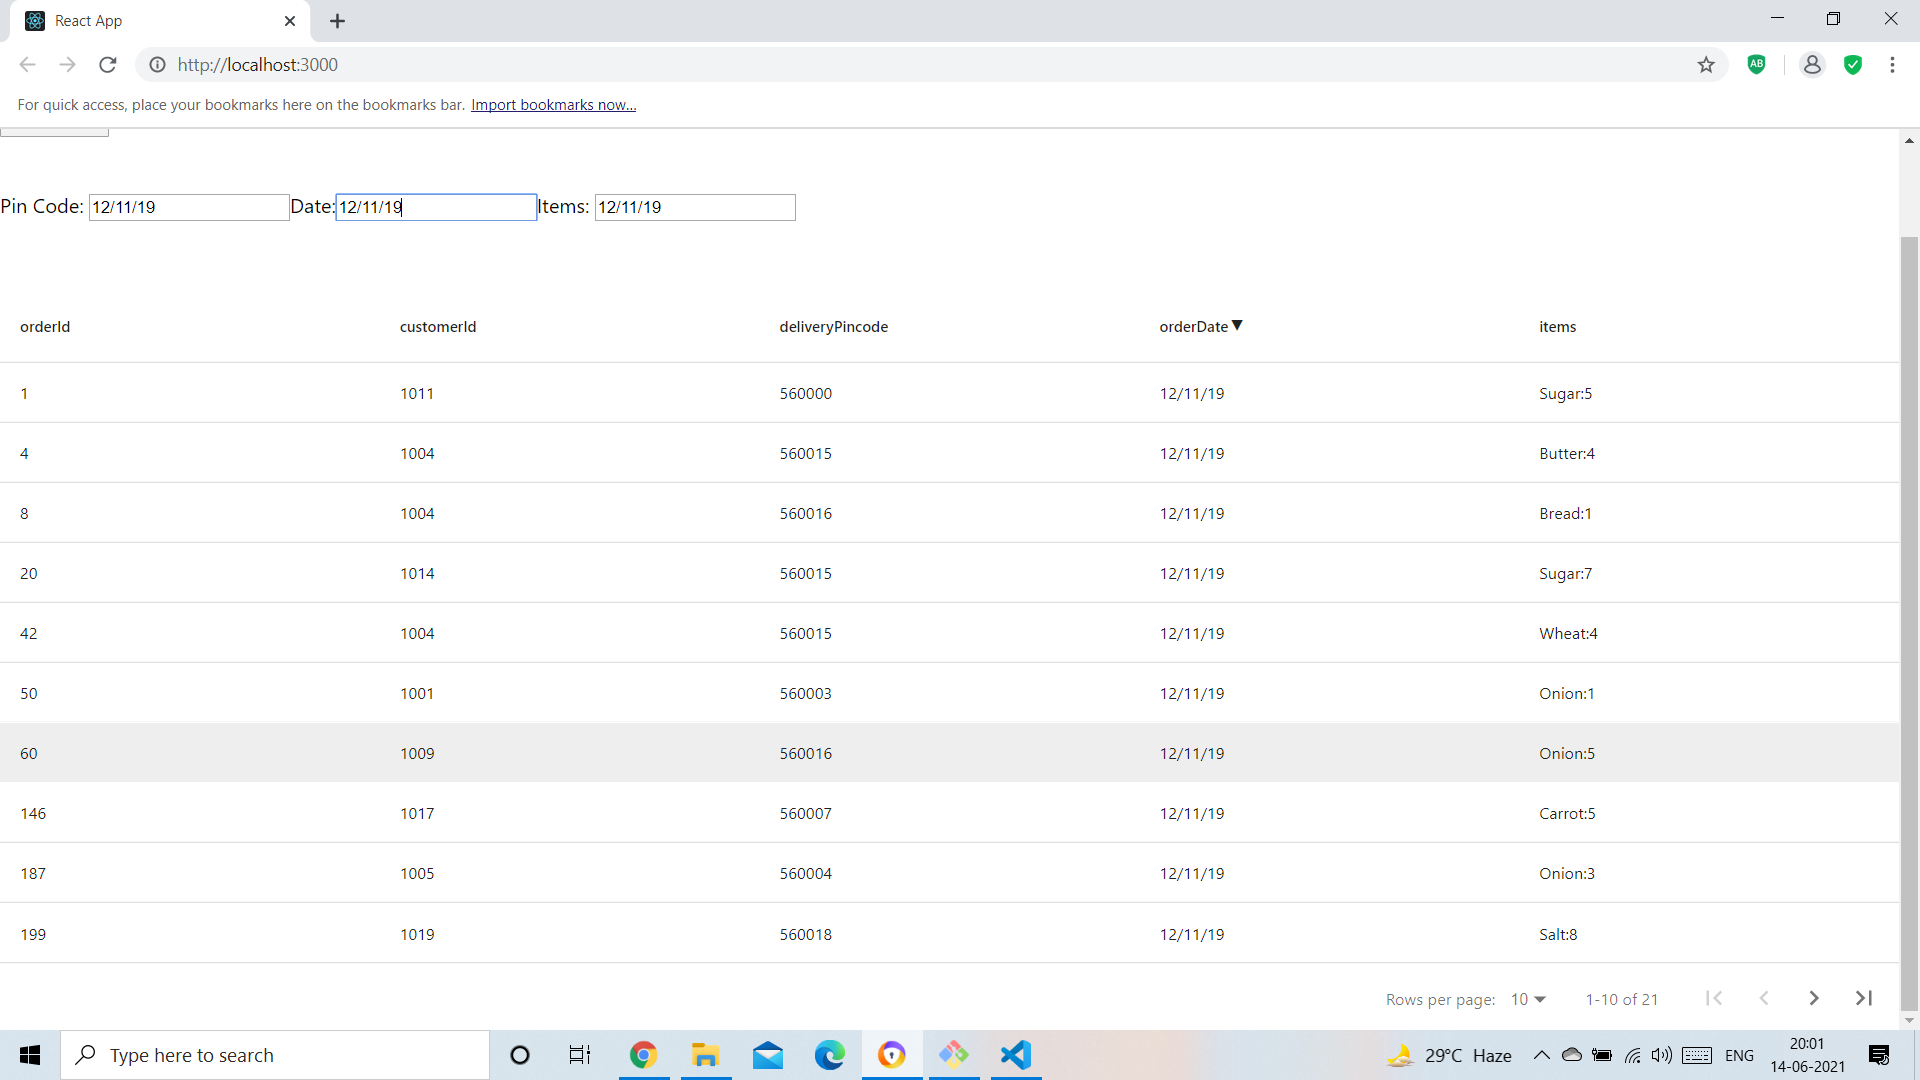 React App
http://localhost:3000
AB
For quick access, place your bookmarks here on the bookmarks bar. Import bookmarks now...
Pin Code: 12/11/19 Date: 12/11/19 Items: 12/11/19
orderId customerId deliveryPincode orderDate▼ items
1 1011 560000 12/11/19 Sugar:5
4 1004 560015 12/11/19 Butter:4
8 1004 560016 12/11/19 Bread:1
20 1014 560015 12/11/19 Sugar:7
42 1004 560015 12/11/19 Wheat:4
50 1001 560003 12/11/19 Onion:1
60 1009 560016 12/11/19 Onion:5
146 1017 560007 12/11/19 Carrot:5
187 1005 560004 12/11/19 Onion:3
199 1019 560018 12/11/19 Salt:8
Rows per page: 10 1-10 of 21
Type here to search
29°C Haze
ENG
20:01
14-06-2021